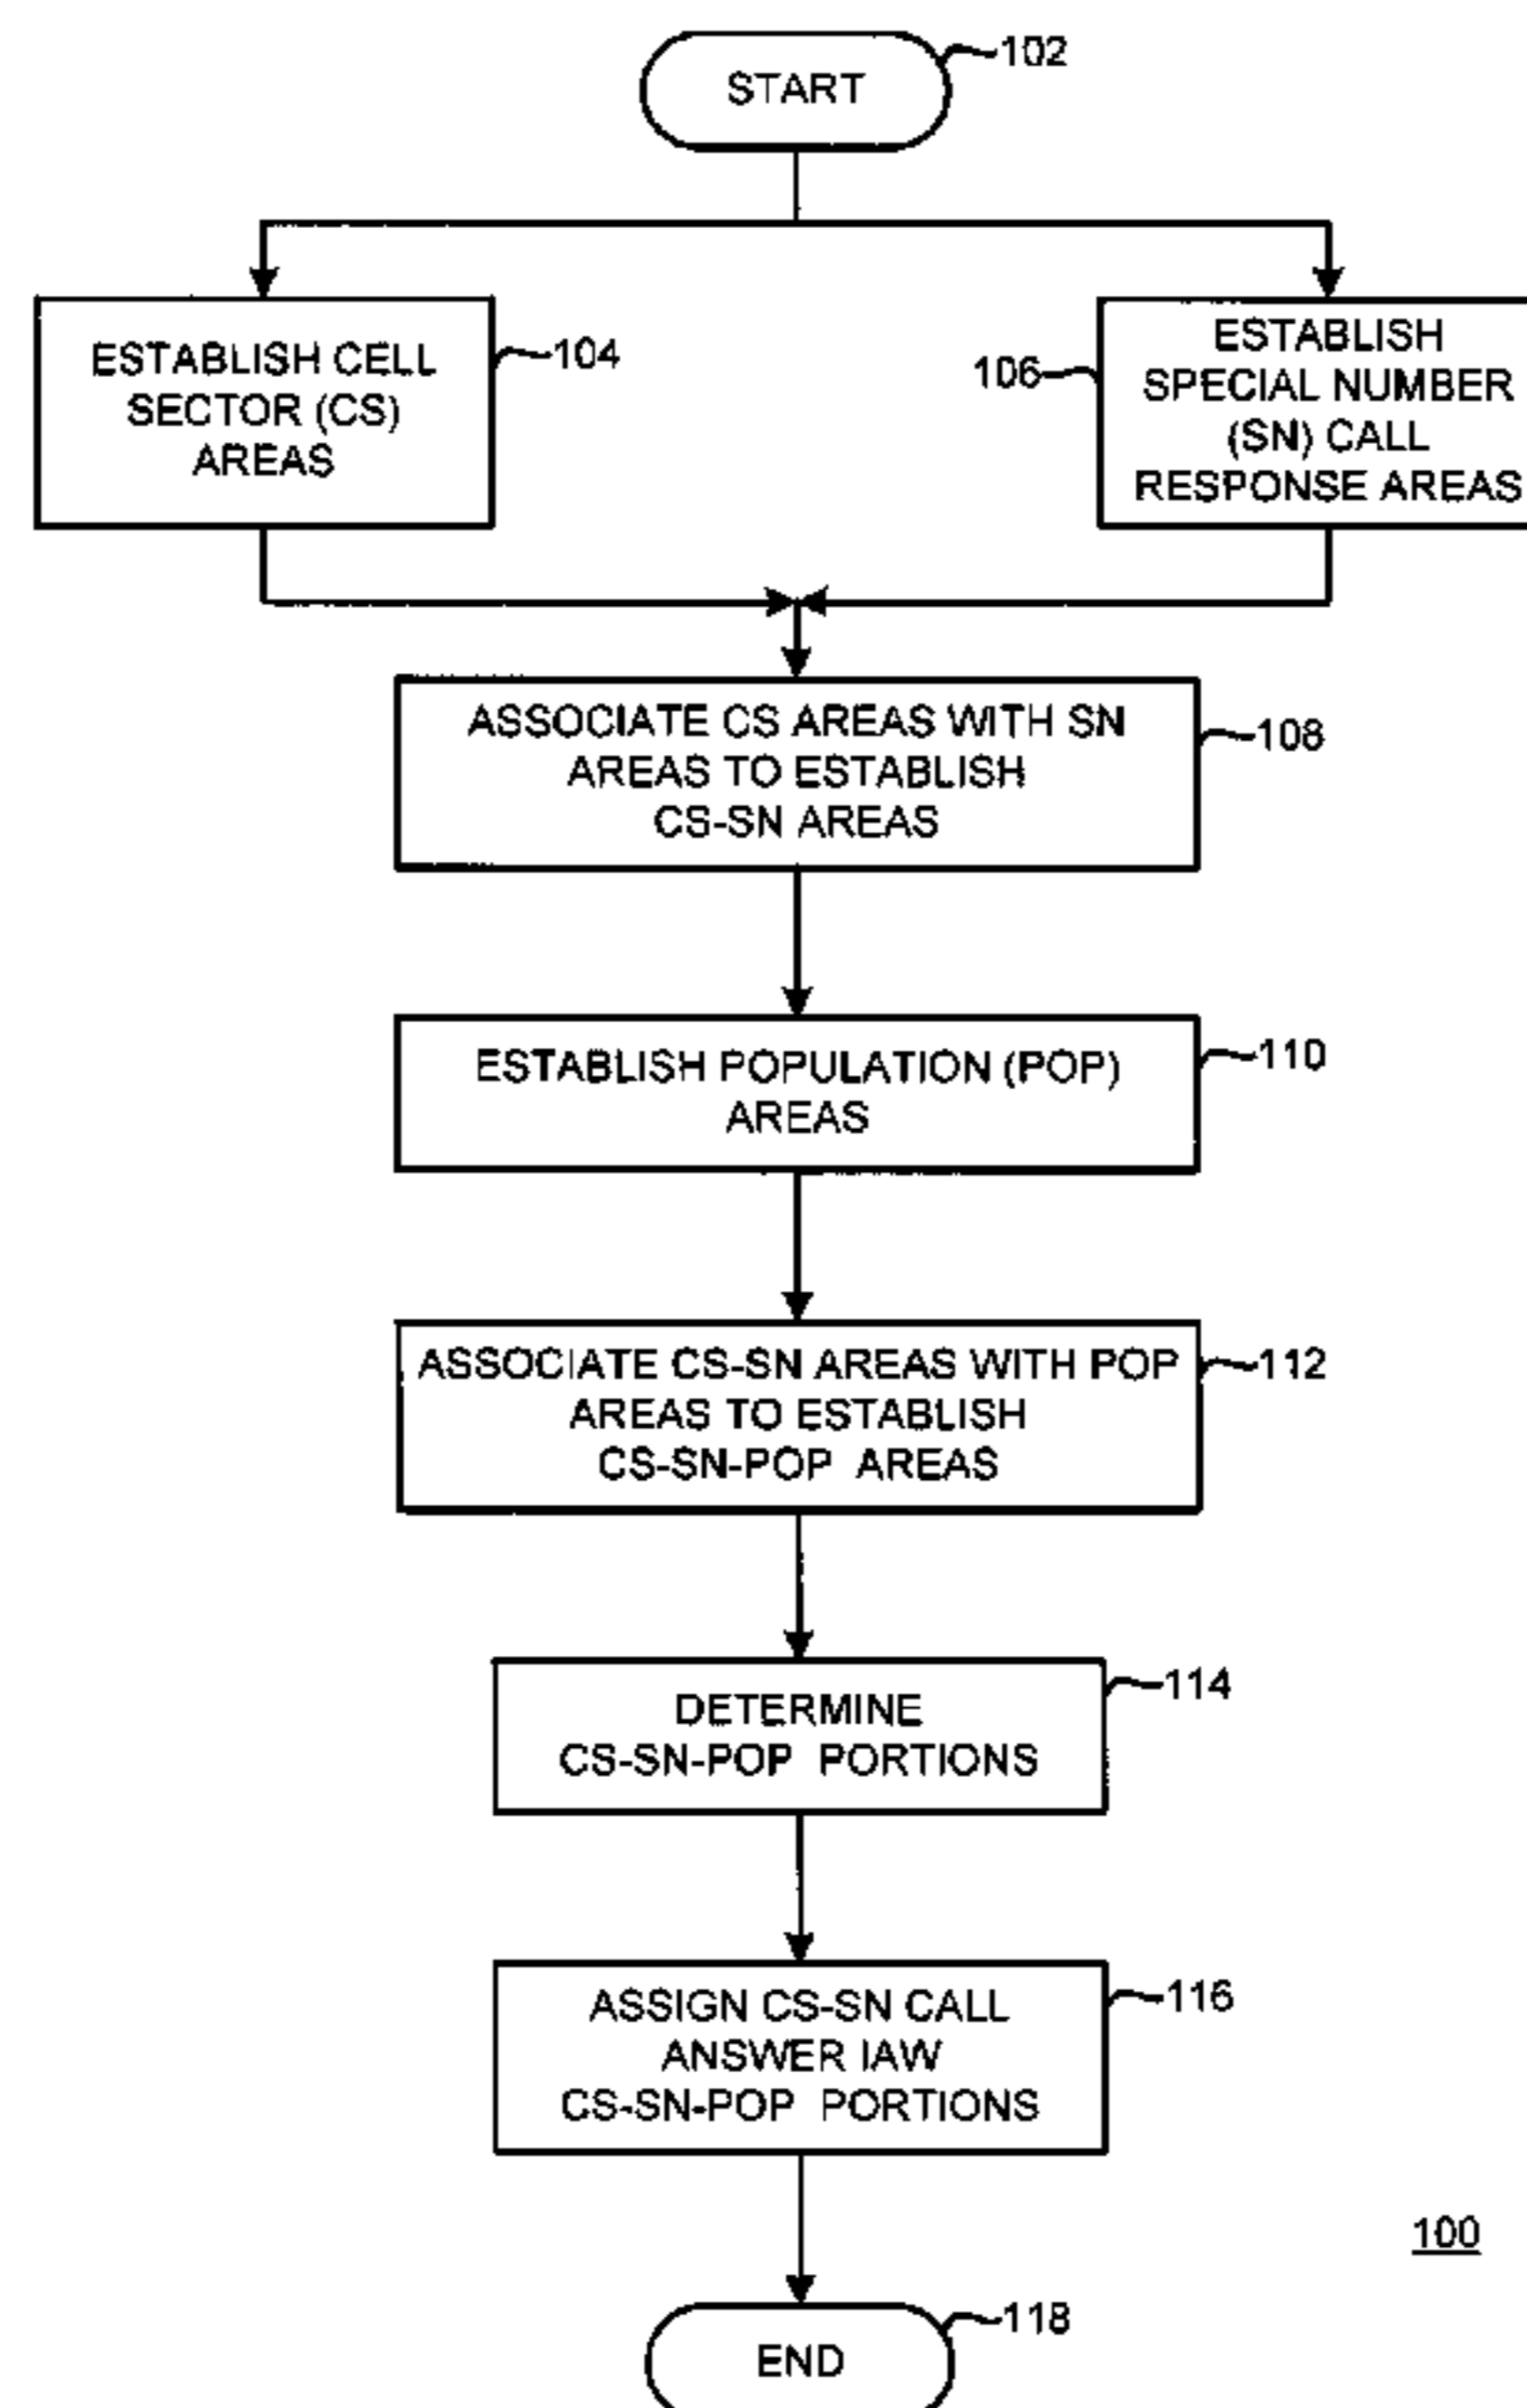 START
102
ESTABLISH CELL
SECTOR (CS)
AREAS
104
106
ESTABLISH
SPECIAL NUMBER
(SN) CALL
RESPONSE AREAS
ASSOCIATE CS AREAS WITH SN
AREAS TO ESTABLISH
CS-SN AREAS
108
ESTABLISH POPULATION (POP)
AREAS
110
ASSOCIATE CS-SN AREAS WITH POP
AREAS TO ESTABLISH
CS-SN-POP AREAS
112
DETERMINE
CS-SN-POP PORTIONS
114
ASSIGN CS-SN CALL
ANSWER IAW
CS-SN-POP PORTIONS
116
100
END
118